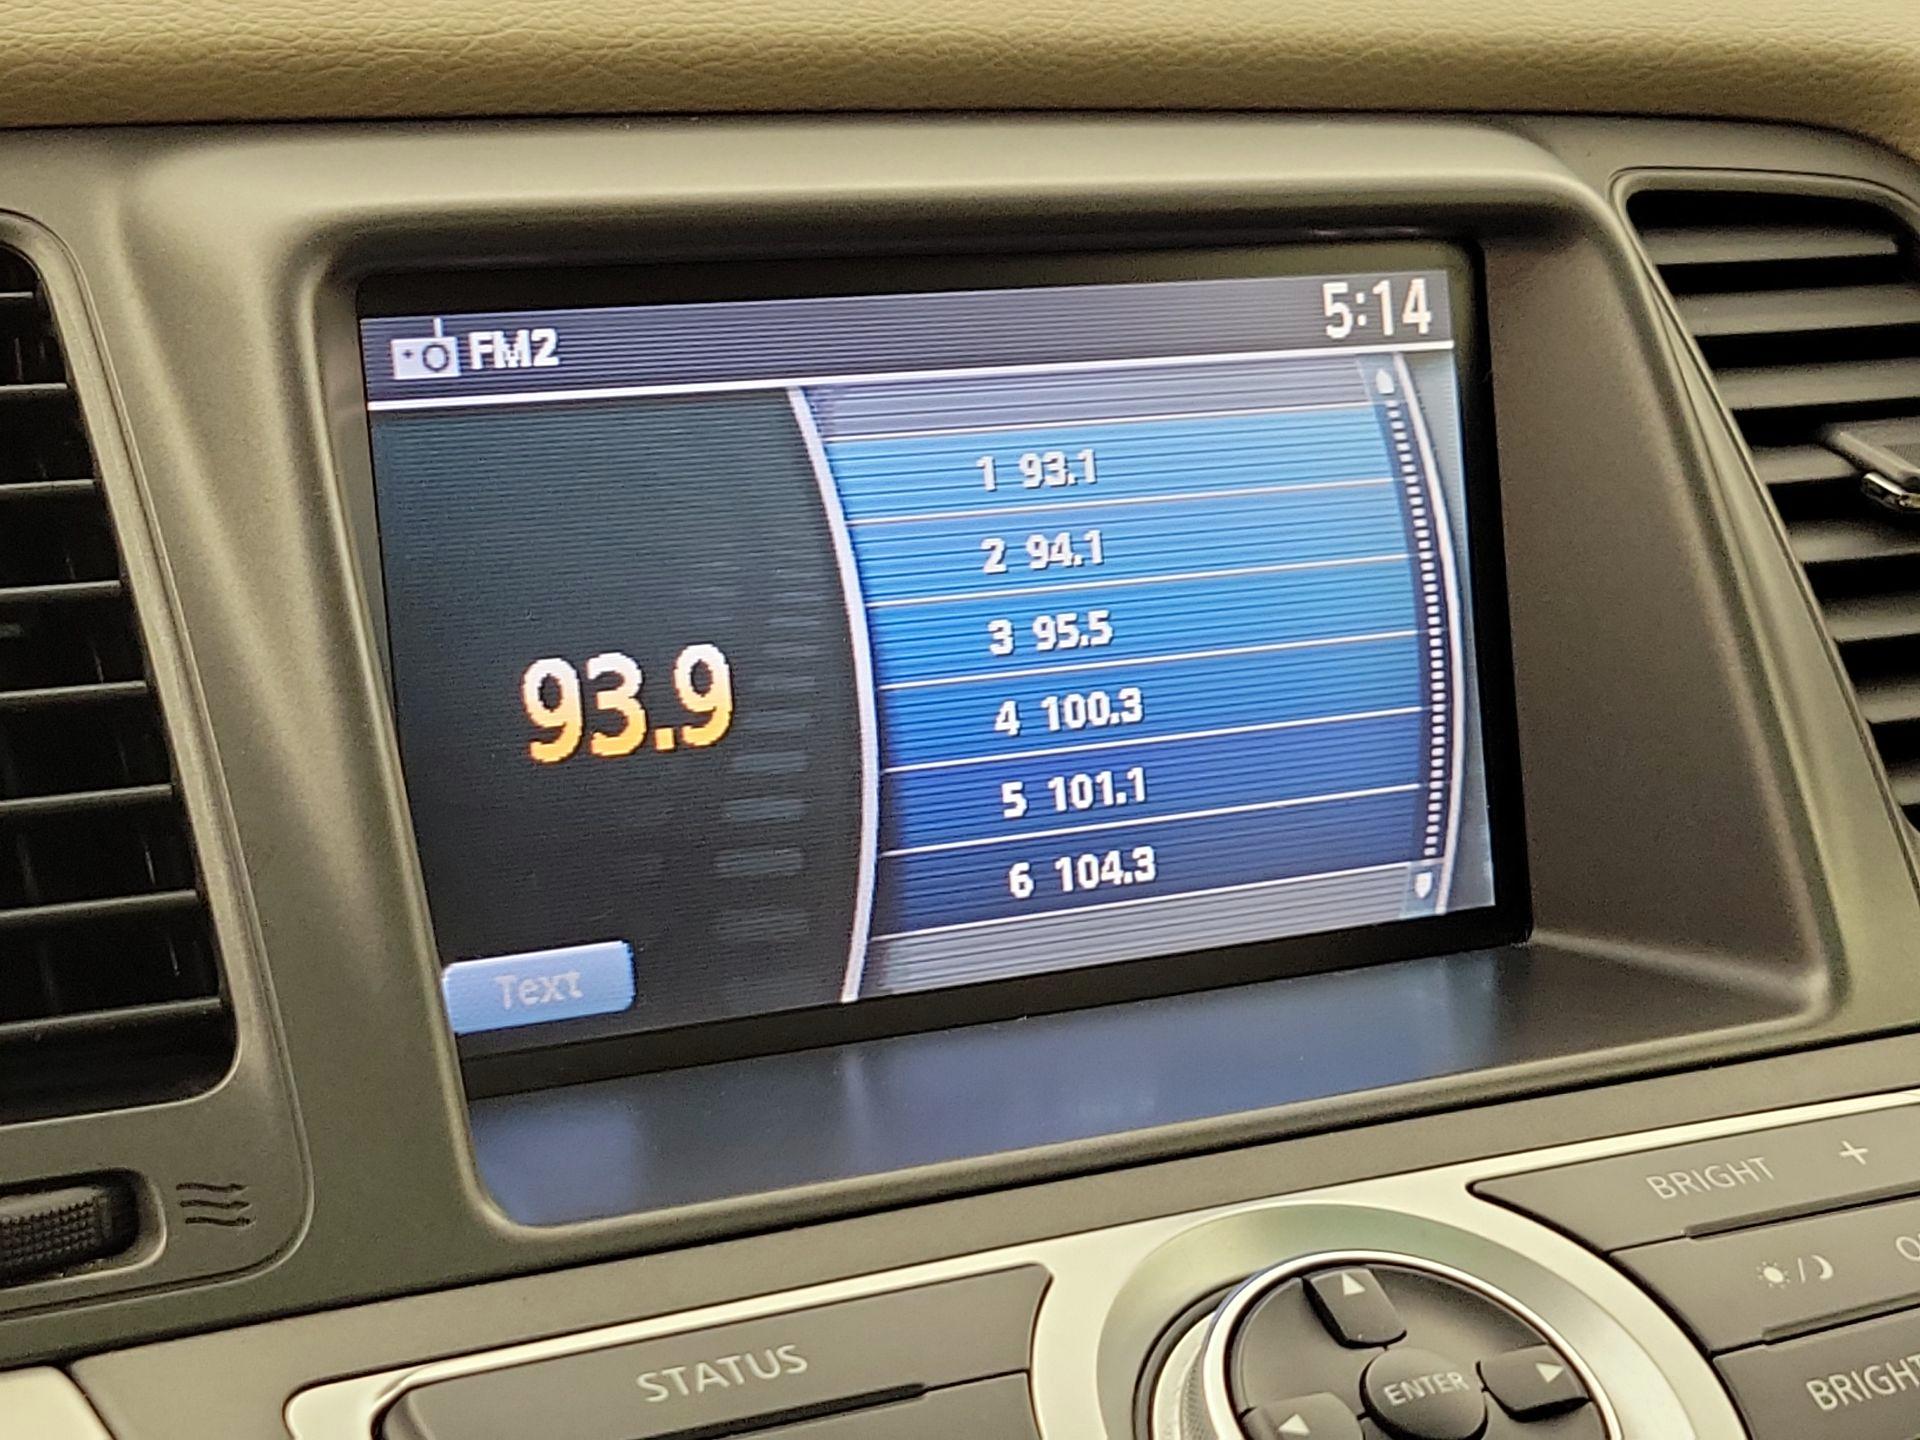 FM2
5:14
93.9
1 93.1
2 94.1
3 95.5
4 100.3
5 101.1
6 104.3
Text
BRIGHT +
STATUS
ENTER
BRIGHT